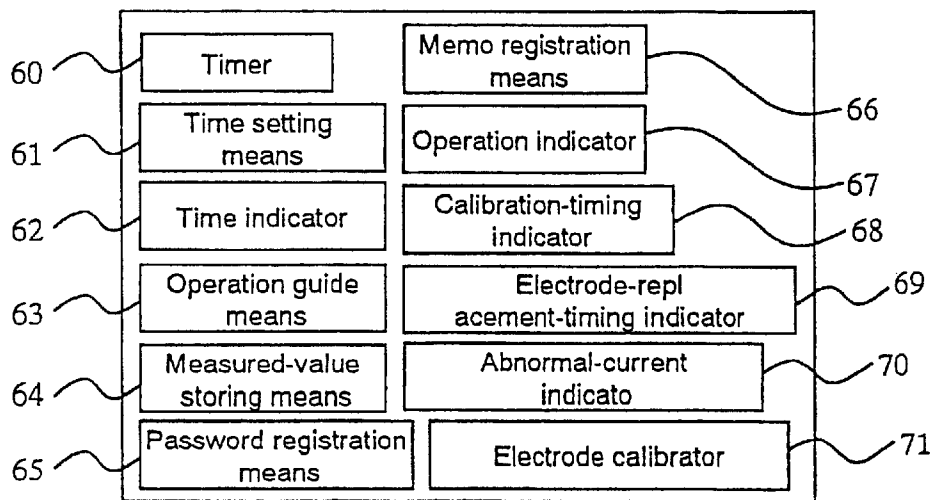 60
Timer
61
Time setting
means
62
Time indicator
63
Operation guide
means
64
Measured-value
storing means
65
Password registration
means
Memo registration
means
66
Operation indicator
67
Calibration-timing
indicator
68
Electrode-repl
acement-timing indicator
69
Abnormal-current
indicato
70
Electrode calibrator
71